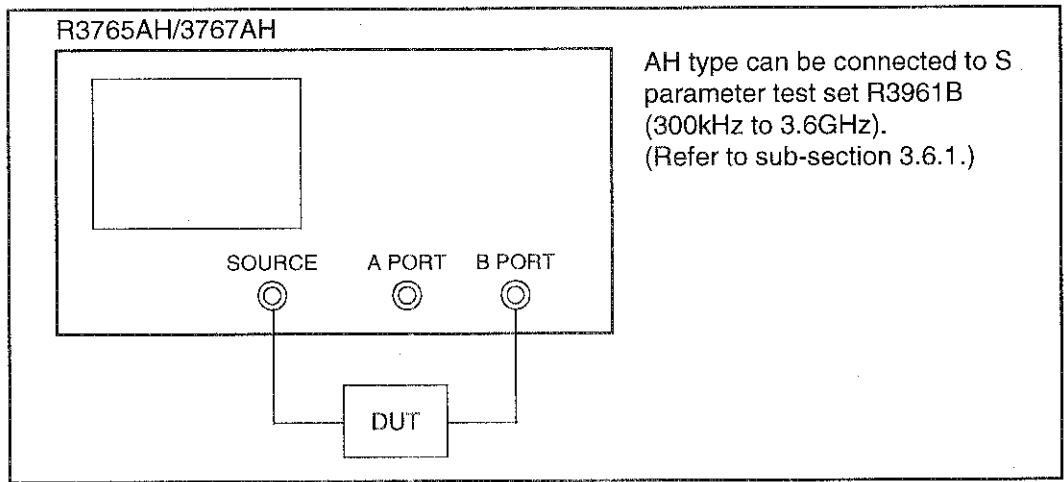 R3765AH/3767AH
AH type can be connected to S
parameter test set R3961B
(300kHz to 3.6GHz).
(Refer to sub-section 3.6.1.)
SOURCE A PORT B PORT
DUT